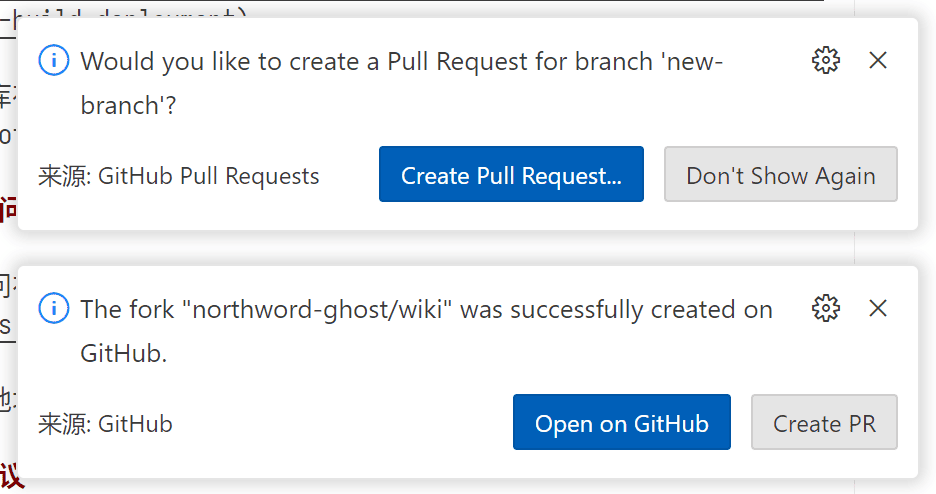 -build deployment)
Would you like to create a Pull Request for branch 'new-
branch'?
来源: GitHub Pull Requests
Create Pull Request...
Don't Show Again
问
The fork "northword-ghost/wiki" was successfully created on
GitHub.
来源: GitHub
Open on GitHub
Create PR
议